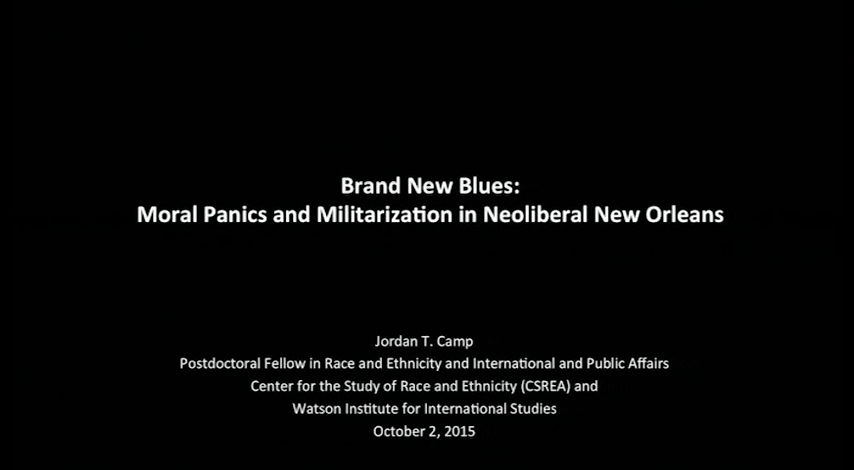 Brand New Blues:
Moral Panics and Militarization in Neoliberal New Orleans
Jordan T. Camp
Postdoctoral Fellow in Race and Ethnicity and International and Public Affairs
Center for the Study of Race and Ethnicity (CSREA) and
Watson Institute for International Studies
October 2, 2015